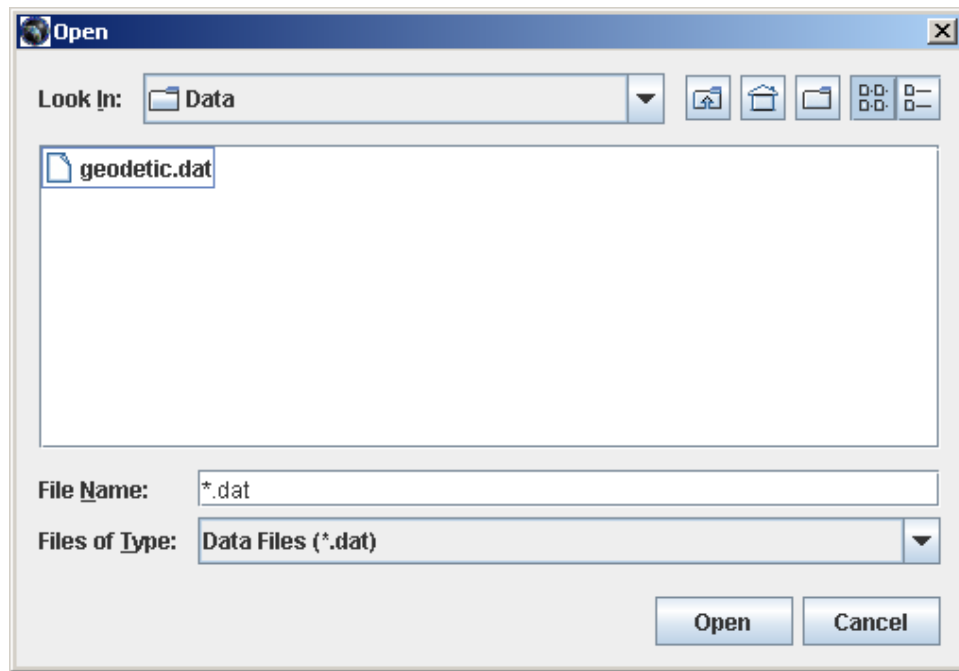 Open
Look In: Data
geodetic.dat
File Name: *.dat
Files of Type: Data Files (*.dat)
Open Cancel